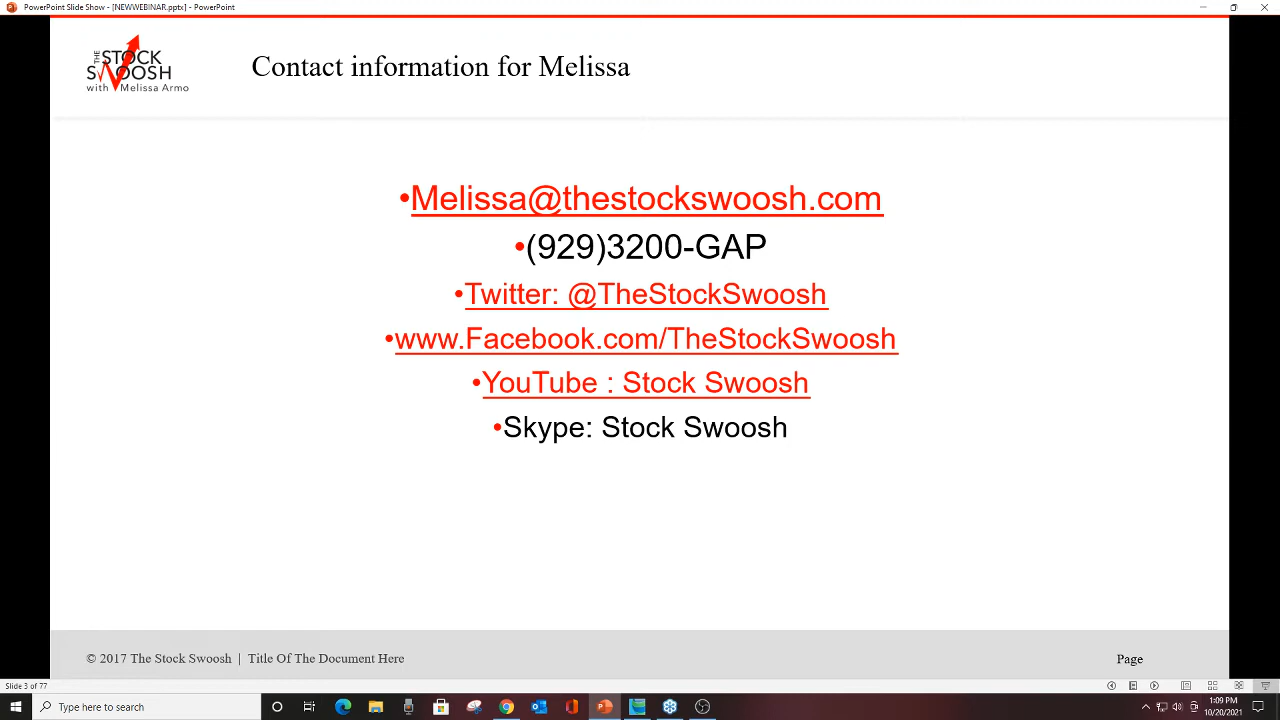 PowerPoint Slide Show - [NEWWEBINAR.pptx] - PowerPoint
THE STOCK
SWOOSH
with Melissa Armo
Contact information for Melissa
•Melissa@thestockswoosh.com
•(929)3200-GAP
•Twitter: @TheStockSwoosh
•www.Facebook.com/TheStockSwoosh
•YouTube : Stock Swoosh
•Skype: Stock Swoosh
© 2017 The Stock Swoosh | Title Of The Document Here
Page
Slide 3 of 77
Type here to search
1:09 PM
10/20/2021